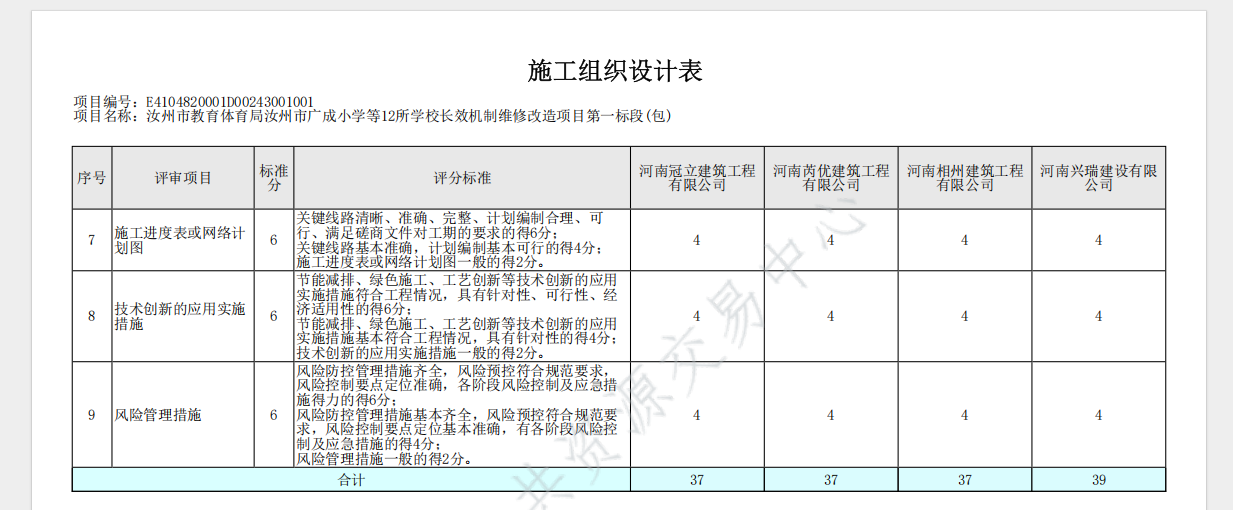 施工组织设计表
项目编号：E4104820001D00243001001
项目名称：汝州市教育体育局汝州市广成小学等12所学校长效机制维修改造项目第一标段(包)
序号 评审项目 标准分 评分标准 河南冠立建筑工程有限公司 河南芮优建筑工程有限公司 河南相州建筑工程有限公司 河南兴瑞建设有限公司
7 施工进度表或网络计划图 6
关键线路清晰、准确、完整、计划编制合理、可
行、满足磋商文件对工期的要求的得6分；
关键线路基本准确，计划编制基本可行的得4分；
施工进度表或网络计划图一般的得2分。
4 4 4 4
8 技术创新的应用实施措施 6
节能减排、绿色施工、工艺创新等技术创新的应用
实施措施符合工程情况，具有针对性、可行性、经
济适用性的得6分；
节能减排、绿色施工、工艺创新等技术创新的应用
实施措施基本符合工程情况，具有针对性的得4分；
技术创新的应用实施措施一般的得2分。
4 4 4 4
9 风险管理措施 6
风险防控管理措施齐全，风险预控符合规范要求，
风险控制要点定位准确，各阶段风险控制及应急措
施得力的得6分；
风险防控管理措施基本齐全，风险预控符合规范要
求，风险控制要点定位基本准确，有各阶段风险控
制及应急措施的得4分；
风险管理措施一般的得2分。
4 4 4 4
合计 37 37 37 39
共资源交易中心